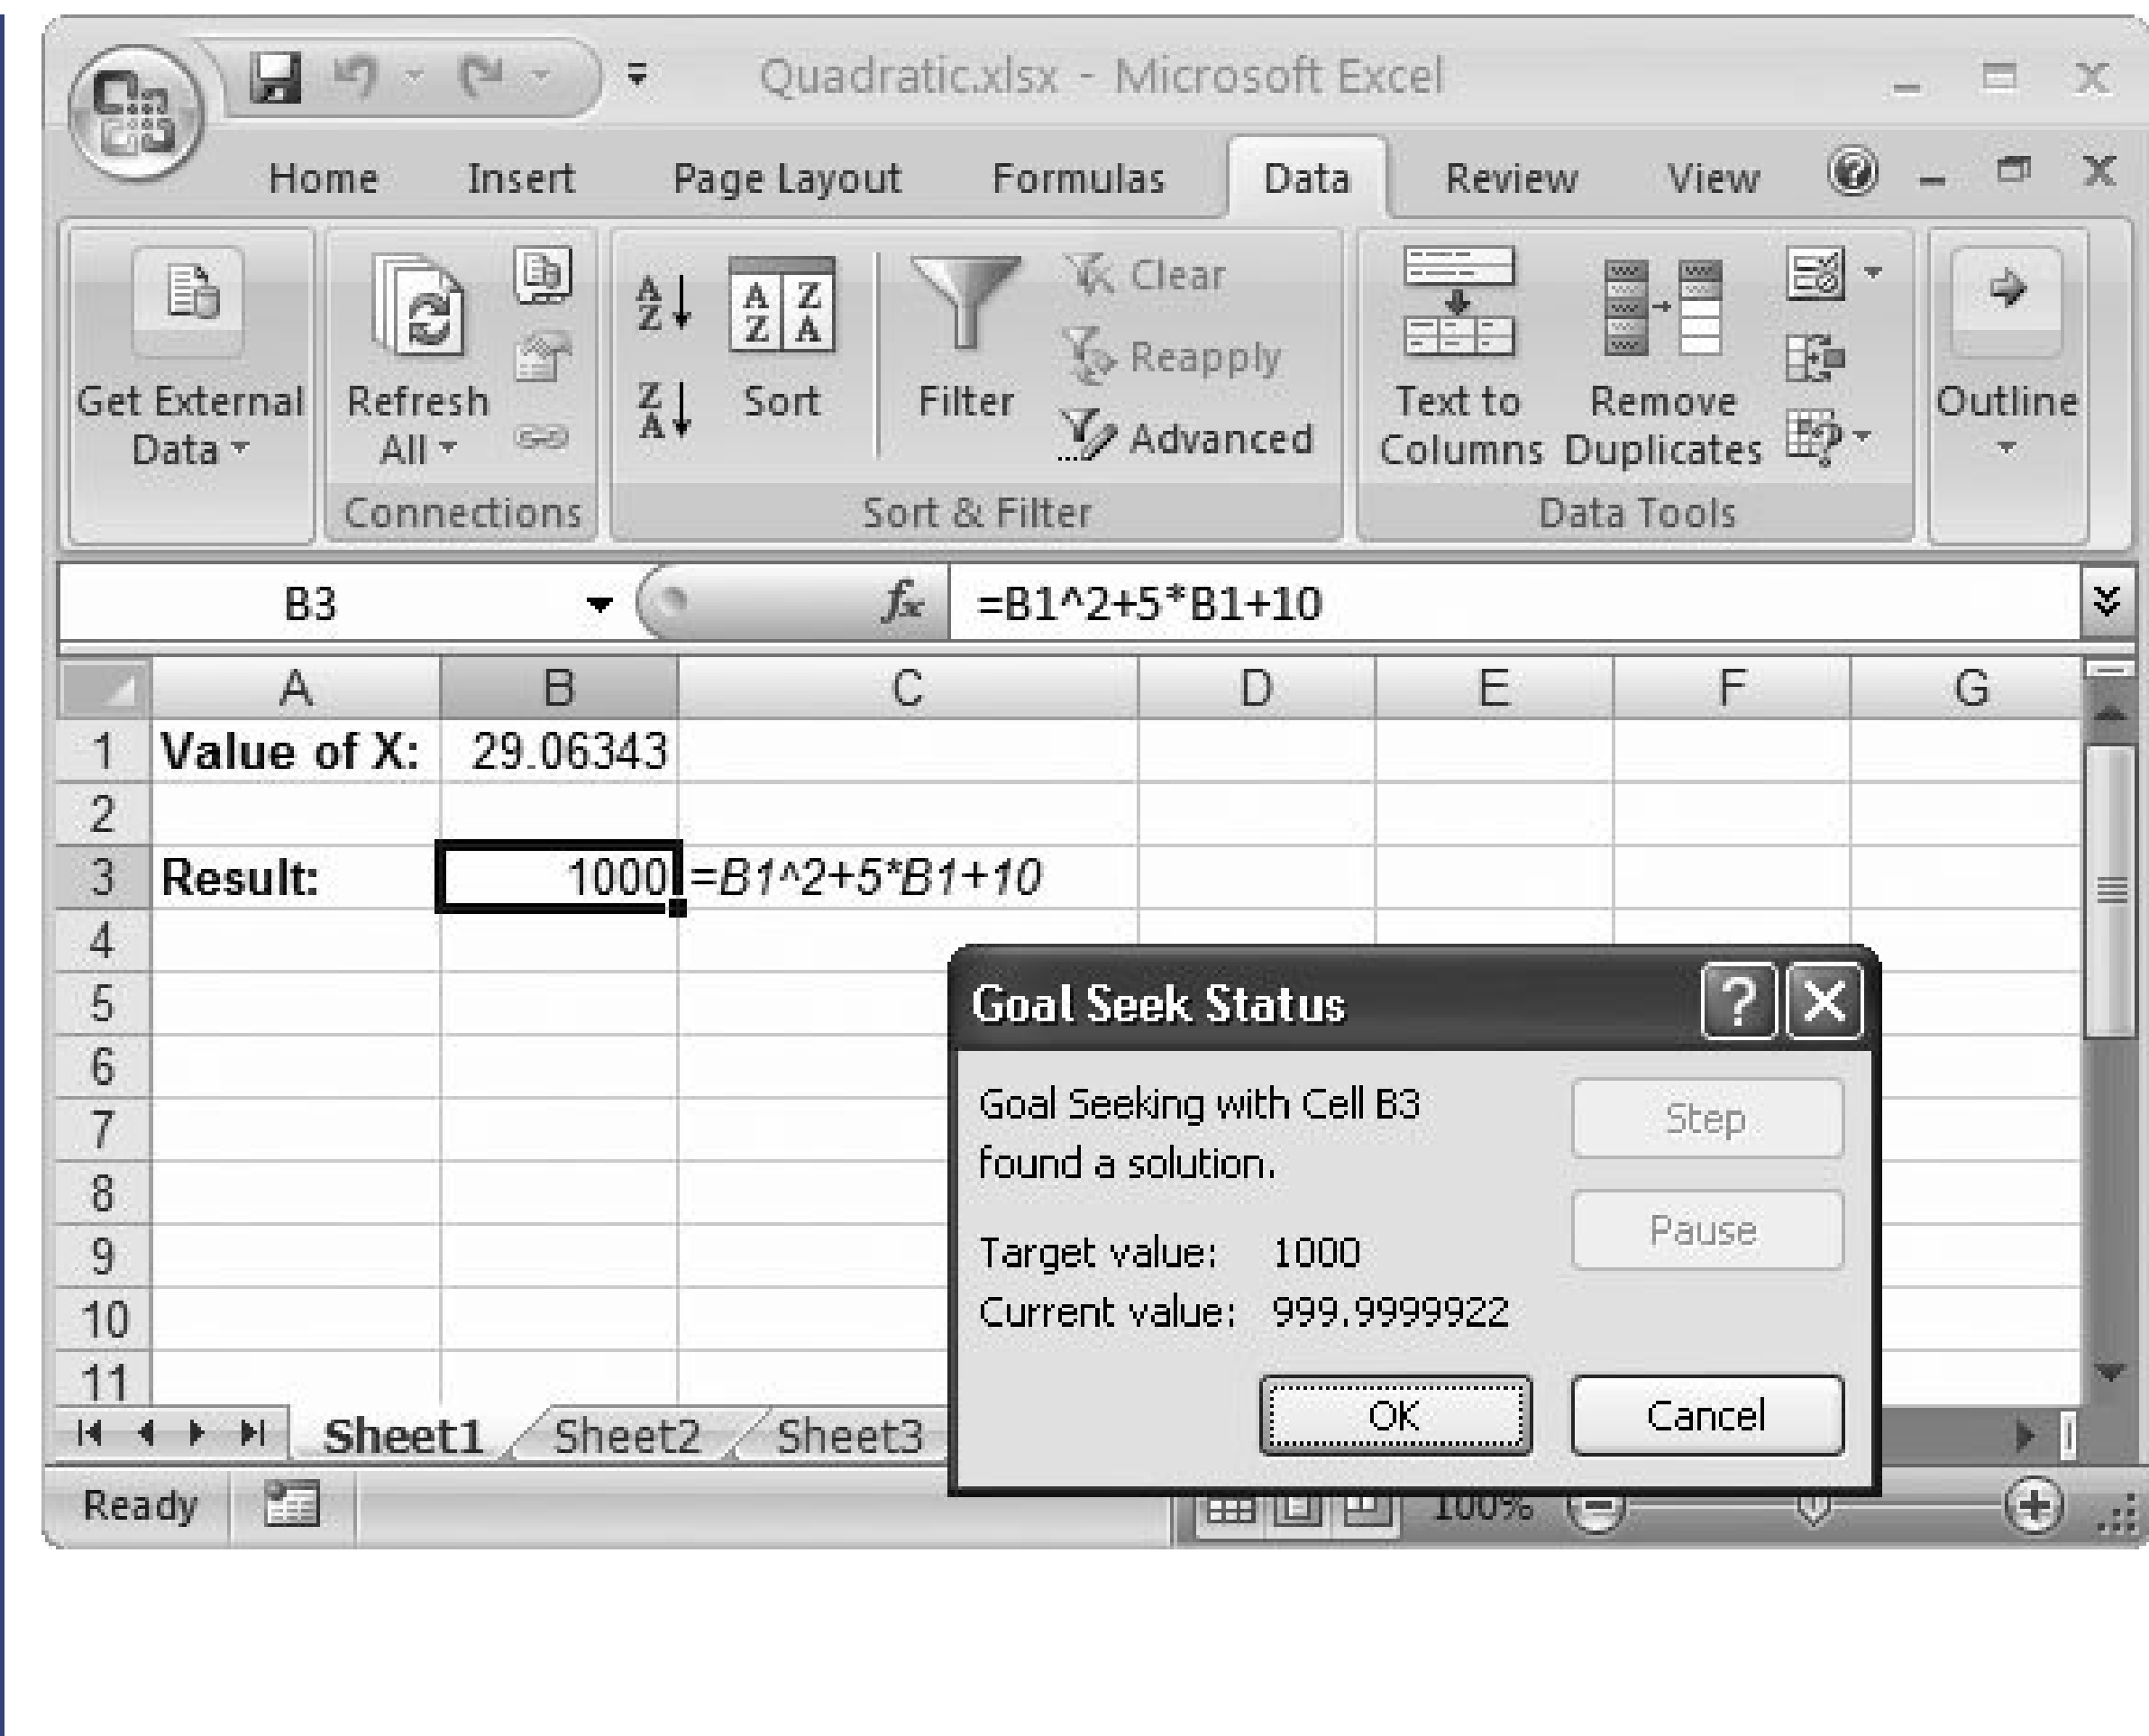 Quadratic.xlsx - Microsoft Excel
Home Insert Page Layout Formulas Data Review View
Clear
Reapply
Advanced
Get External Data
Refresh All
Sort
Filter
Text to Columns
Remove Duplicates
Outline
Connections
Sort & Filter
Data Tools
B3 fx =B1^2+5*B1+10
A B C D E F G
1 Value of X: 29.06343
2
3 Result: 1000 =B1^2+5*B1+10
4
5
6
7
8
9
10
11
Goal Seek Status
Goal Seeking with Cell B3
found a solution.
Step
Pause
Target value: 1000
Current value: 999.9999922
OK Cancel
Sheet1 Sheet2 Sheet3
Ready 100%